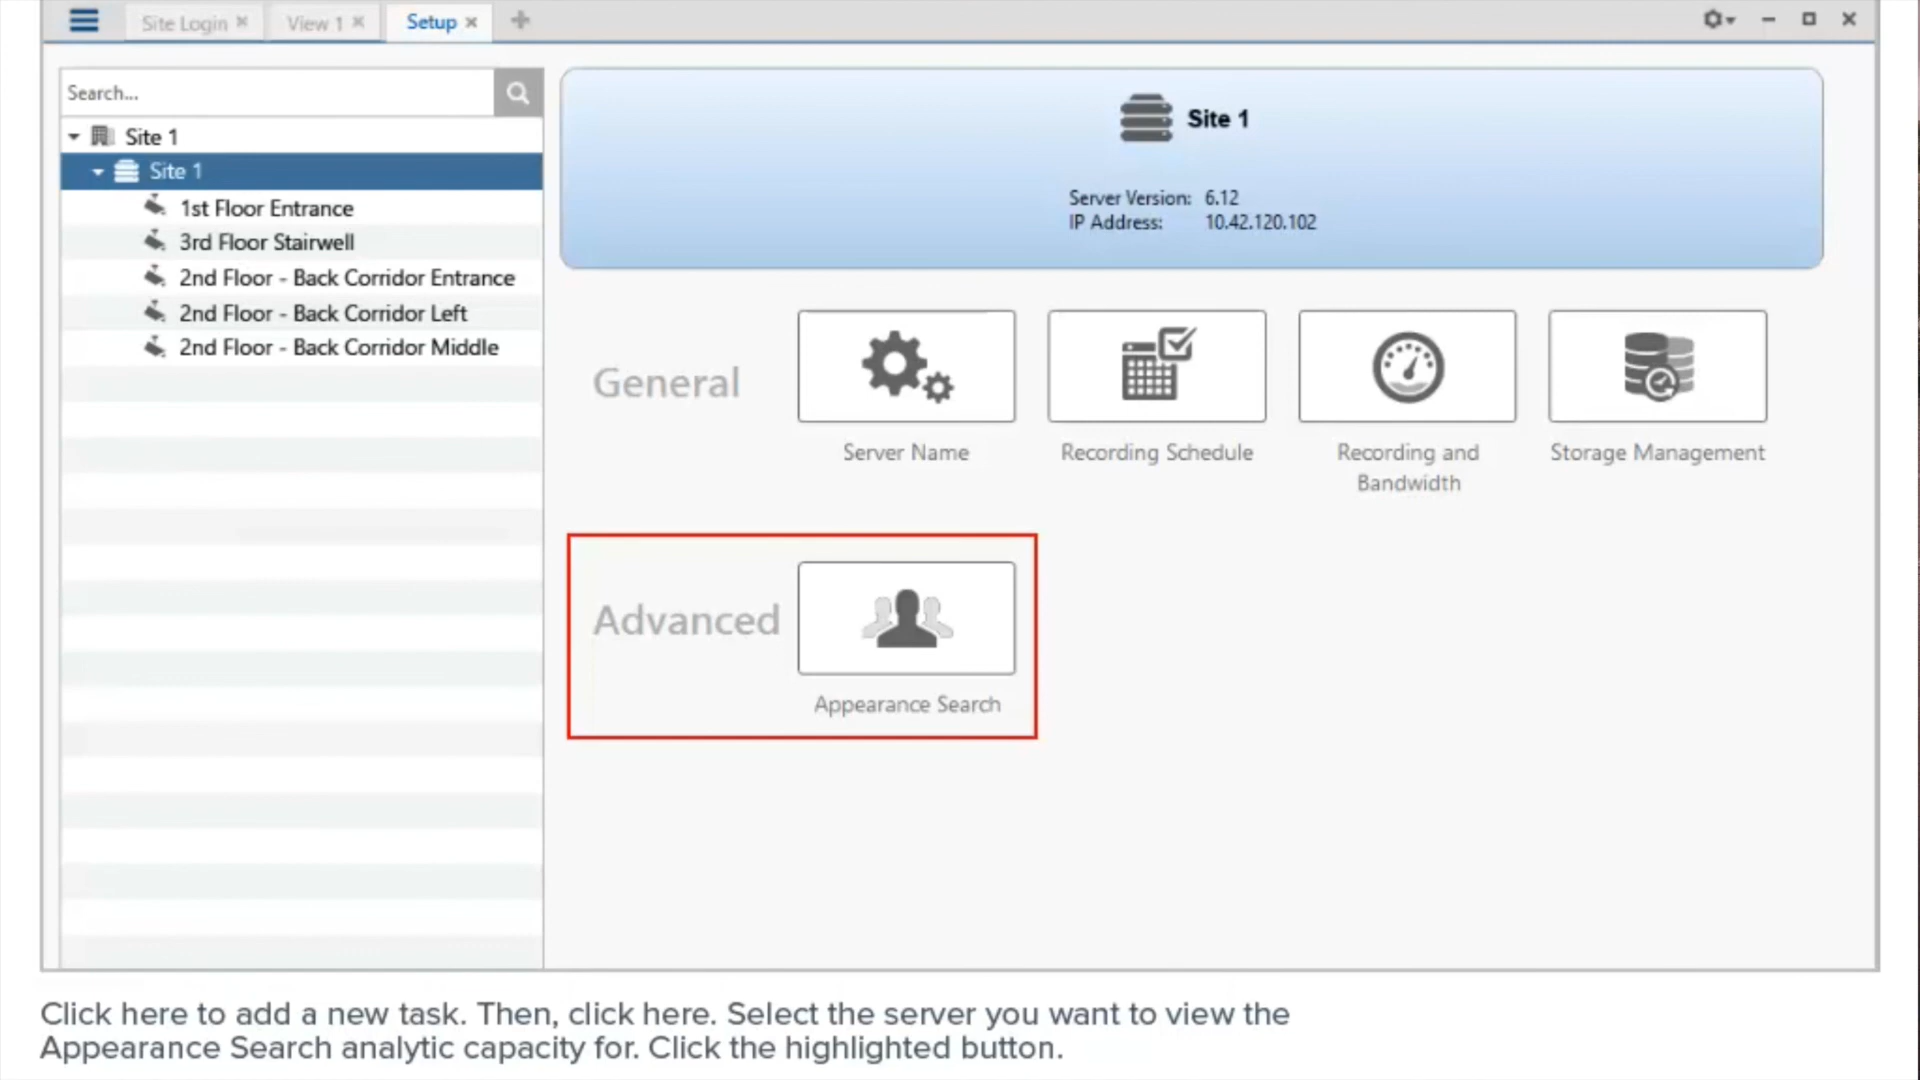 Site Login
View 1
Setup
Search...
Site 1
Site 1
1st Floor Entrance
3rd Floor Stairwell
2nd Floor - Back Corridor Entrance
2nd Floor - Back Corridor Left
2nd Floor - Back Corridor Middle
Site 1
Server Version: 6.12
IP Address: 10.42.120.102
General
Server Name
Recording Schedule
Recording and
Bandwidth
Storage Management
Advanced
Appearance Search
Click here to add a new task. Then, click here. Select the server you want to view the
Appearance Search analytic capacity for. Click the highlighted button.